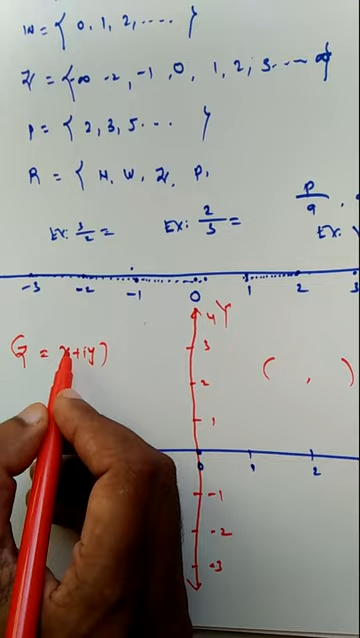 W = { 0, 1, 2, .... }
Z = {-∞ -2, -1, 0, 1, 2, 3 ... ∞}
P = { 2, 3, 5... }
R = { N, W, Z, P,
p/q
Ex: 3/2 = Ex: 2/3 = Ex:
-3 -2 -1 0 1 2 3
4 Y
3
G = x+iy) ( , )
2
1
0 1 2
-1
-2
-3